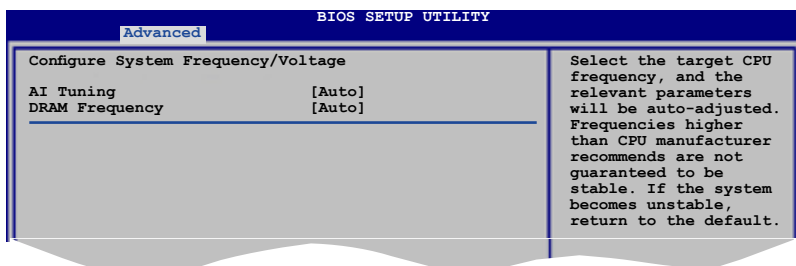 BIOS SETUP UTILITY
Advanced
Configure System Frequency/Voltage
AI Tuning [Auto]
DRAM Frequency [Auto]
Select the target CPU
frequency, and the
relevant parameters
will be auto-adjusted.
Frequencies higher
than CPU manufacturer
recommends are not
guaranteed to be
stable. If the system
becomes unstable,
return to the default.